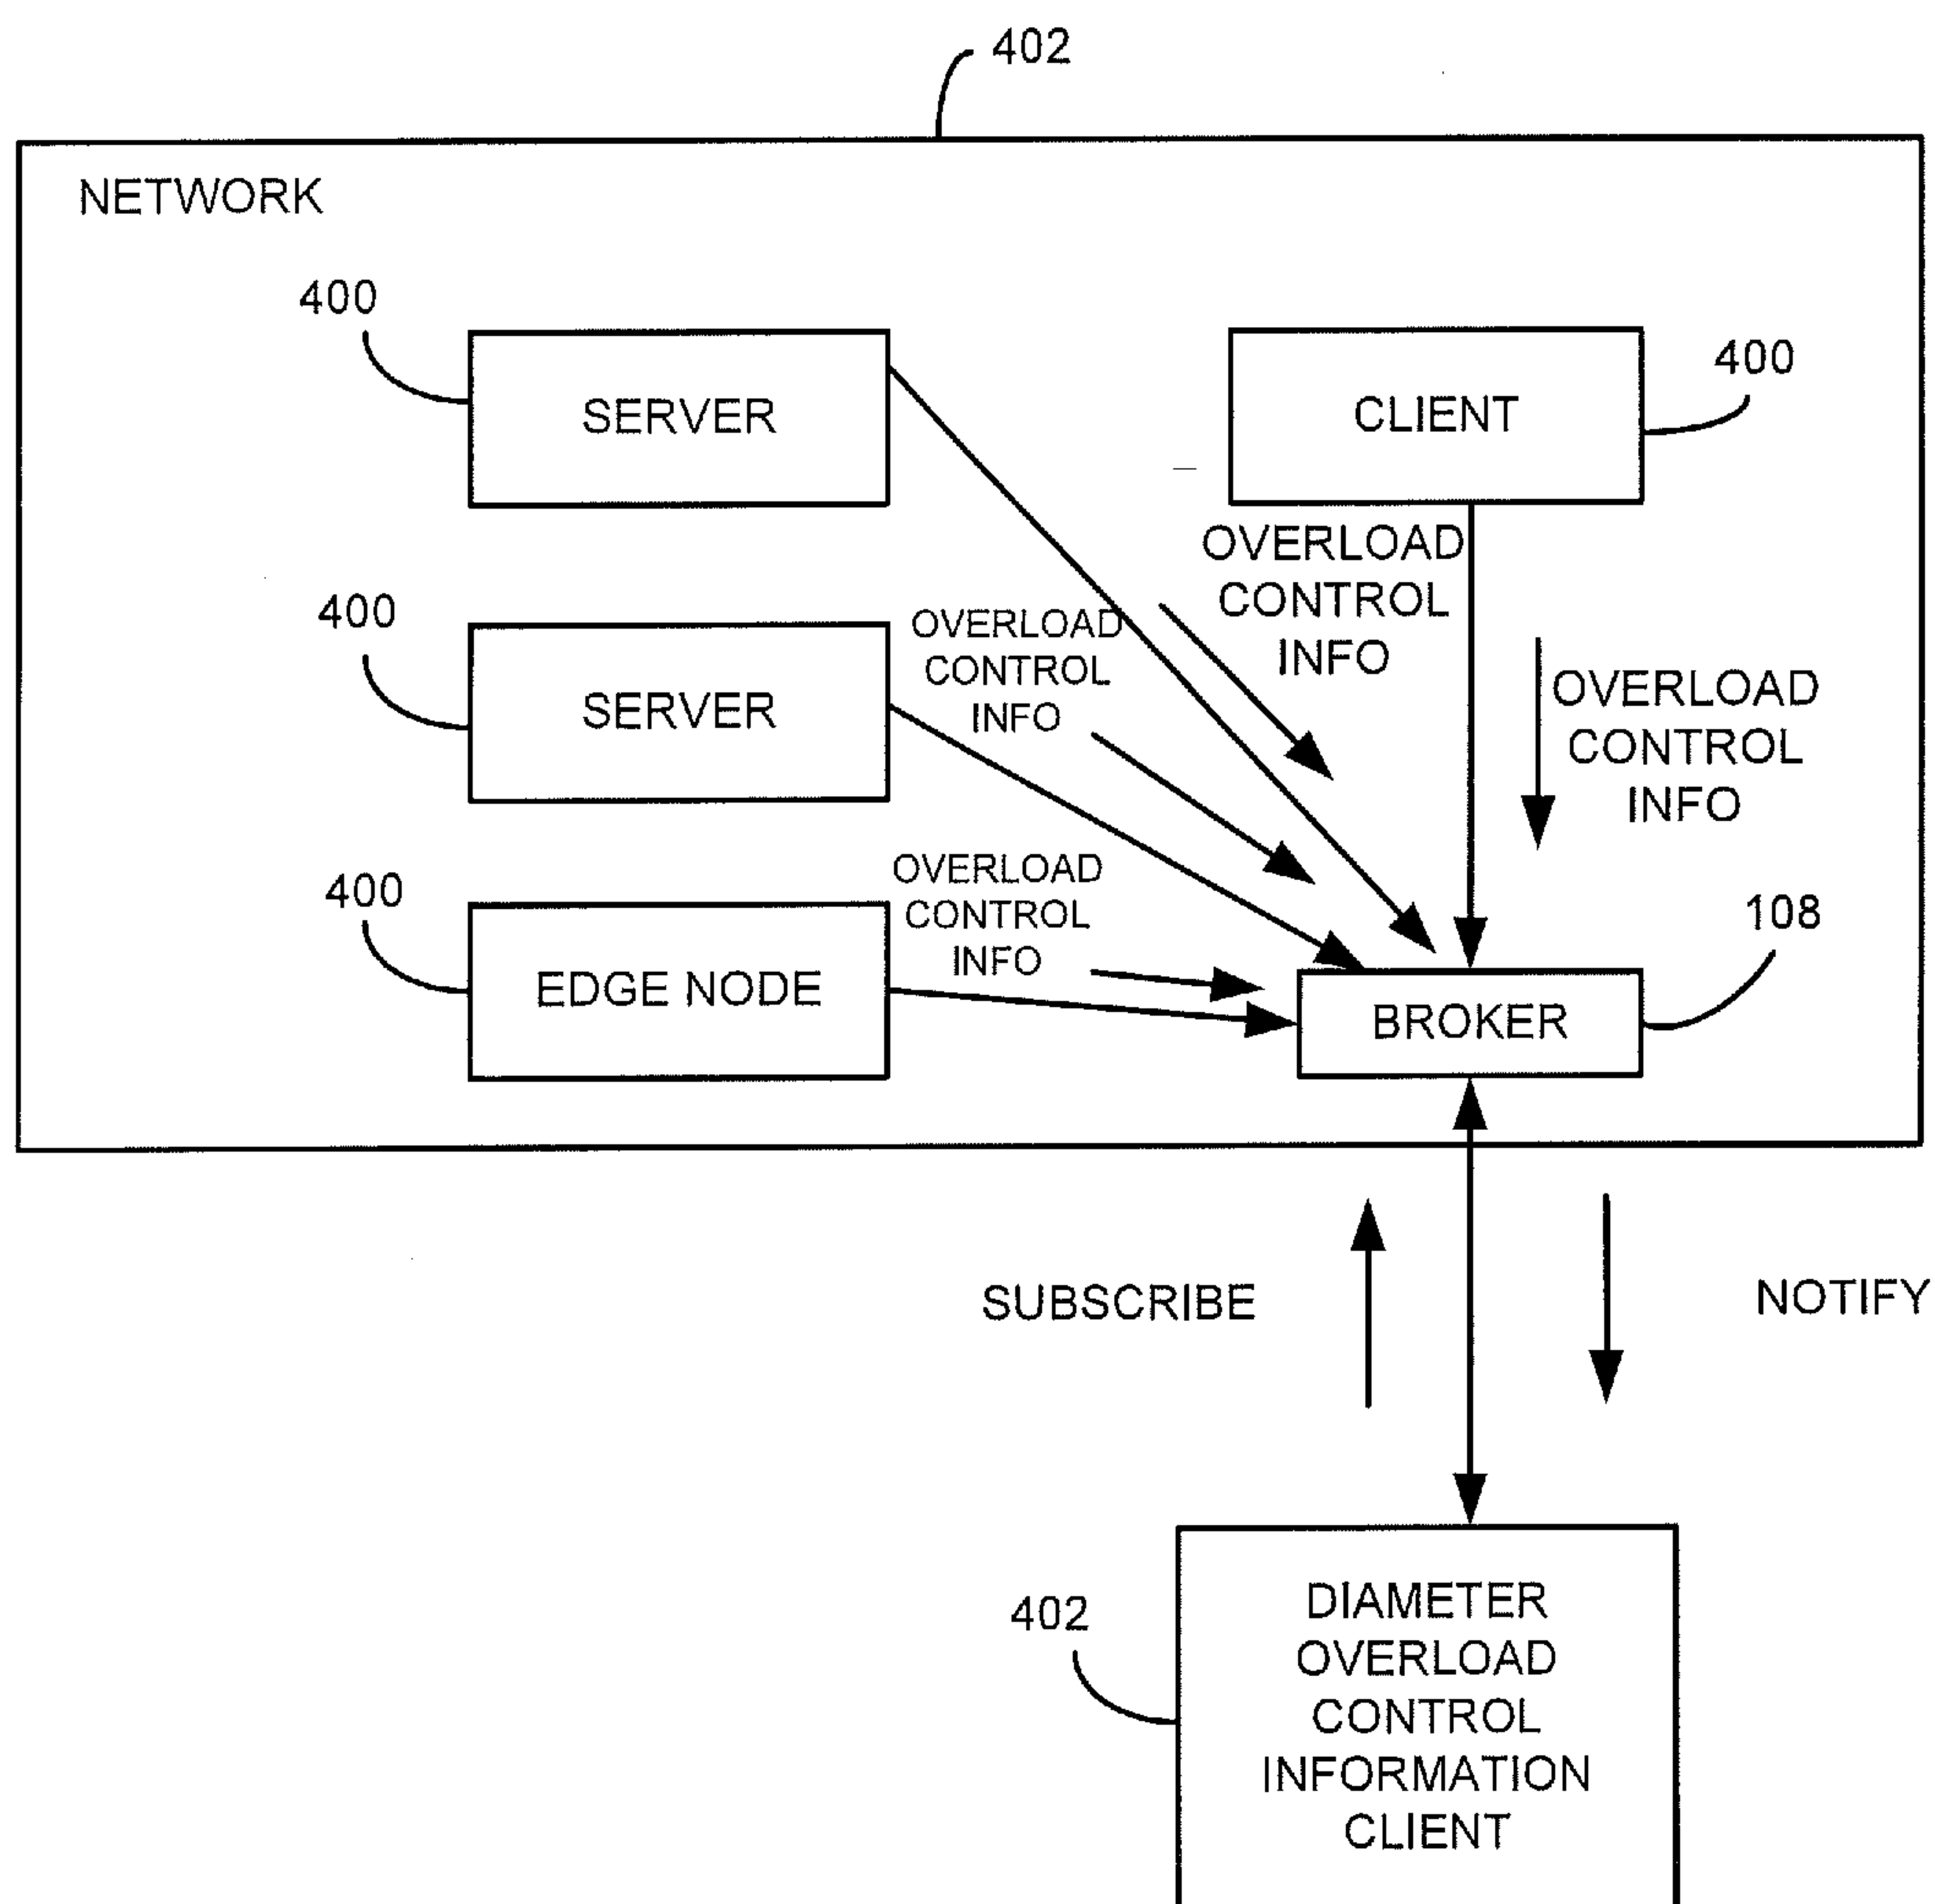 402
NETWORK
400
SERVER
CLIENT
400
OVERLOAD
CONTROL
INFO
400
SERVER
OVERLOAD
CONTROL
INFO
OVERLOAD
CONTROL
INFO
400
EDGE NODE
OVERLOAD
CONTROL
INFO
108
BROKER
SUBSCRIBE
NOTIFY
402
DIAMETER
OVERLOAD
CONTROL
INFORMATION
CLIENT